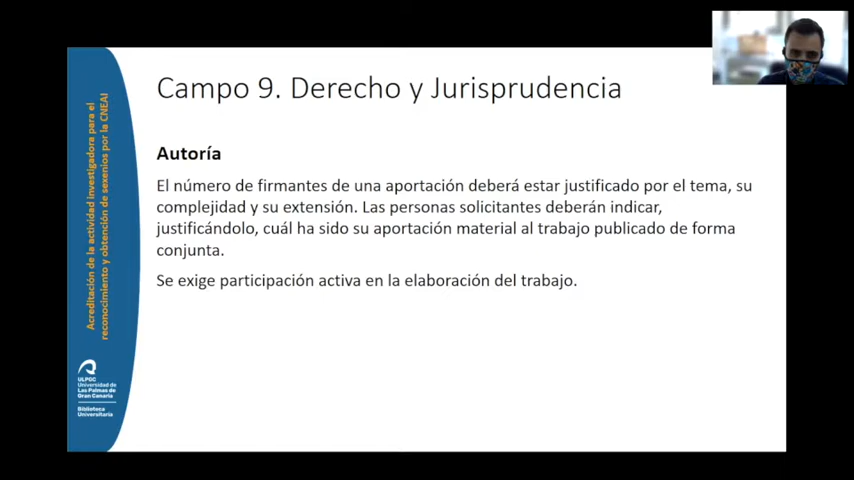 Campo 9. Derecho y Jurisprudencia
Autoría
El número de firmantes de una aportación deberá estar justificado por el tema, su
complejidad y su extensión. Las personas solicitantes deberán indicar,
justificándolo, cuál ha sido su aportación material al trabajo publicado de forma
conjunta.
Se exige participación activa en la elaboración del trabajo.
Acreditación de la actividad investigadora para el
reconocimiento y obtención de sexenios por la CNEAI
ULPGC
Universidad de
Las Palmas de
Gran Canaria
Biblioteca
Universitaria